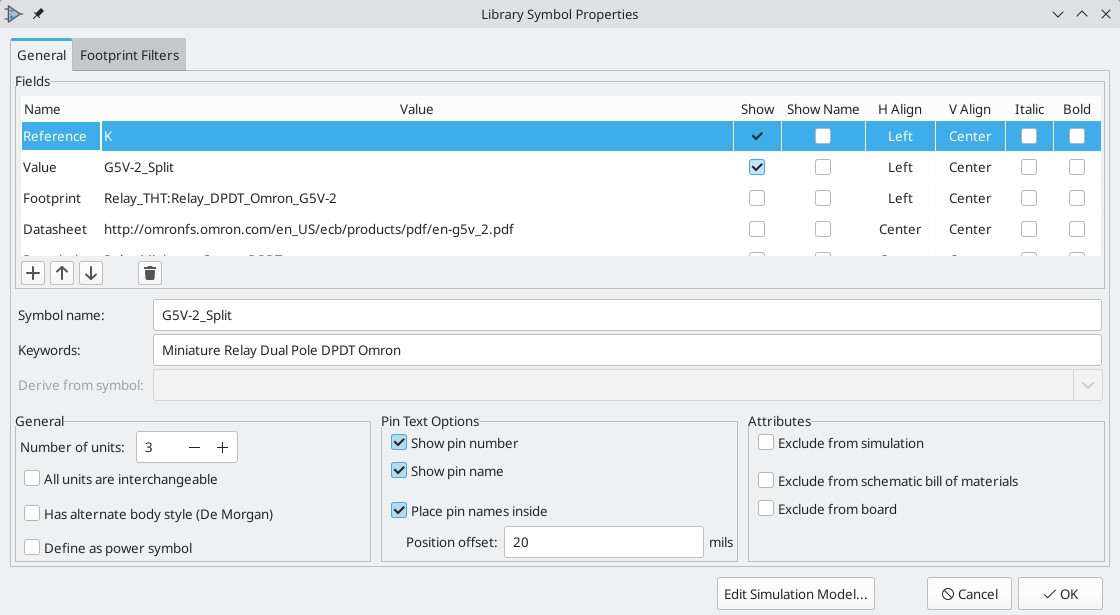 Library Symbol Properties
General Footprint Filters
Fields
Name Value Show Show Name H Align V Align Italic Bold
Reference K Left Center
Value G5V-2_Split Left Center
Footprint Relay_THT:Relay_DPDT_Omron_G5V-2 Left Center
Datasheet http://omronfs.omron.com/en_US/ecb/products/pdf/en-g5v_2.pdf Center Center
Symbol name: G5V-2_Split
Keywords: Miniature Relay Dual Pole DPDT Omron
Derive from symbol:
General
Number of units: 3
All units are interchangeable
Has alternate body style (De Morgan)
Define as power symbol
Pin Text Options
Show pin number
Show pin name
Place pin names inside
Position offset: 20 mils
Attributes
Exclude from simulation
Exclude from schematic bill of materials
Exclude from board
Edit Simulation Model... Cancel OK